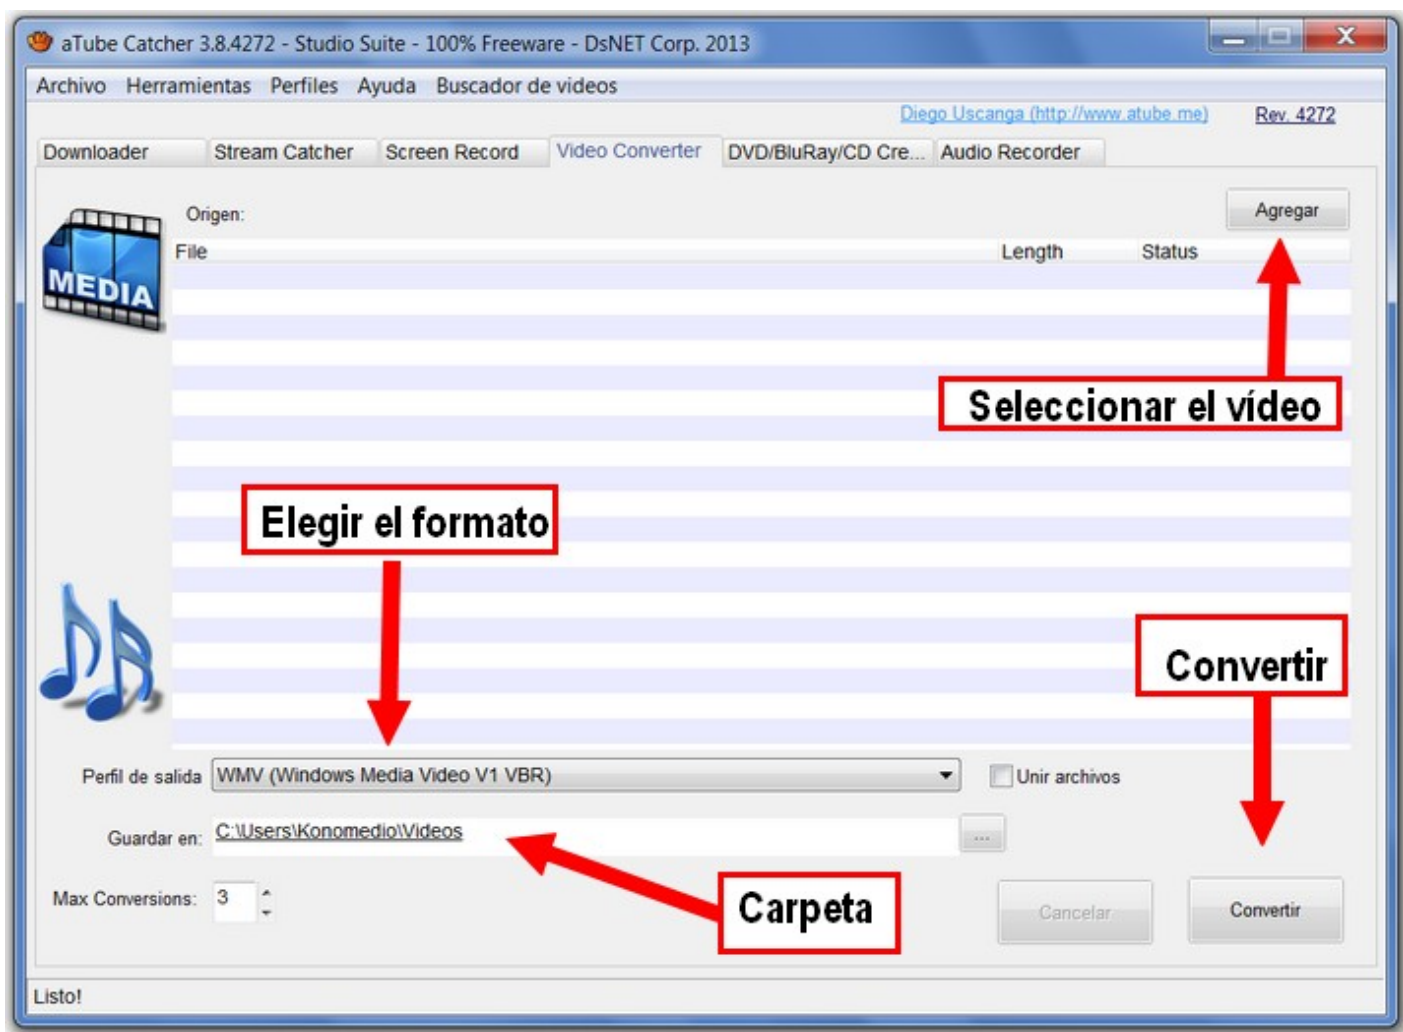 aTube Catcher 3.8.4272 - Studio Suite - 100% Freeware - DsNET Corp. 2013
Archivo Herramientas Perfiles Ayuda Buscador de videos
Diego Uscanga (http://www.atube.me) Rev. 4272
Downloader Stream Catcher Screen Record Video Converter DVD/BluRay/CD Cre... Audio Recorder
Origen: Agregar
File Length Status
MEDIA
Seleccionar el vídeo
Elegir el formato
Convertir
Perfil de salida WMV (Windows Media Video V1 VBR) Unir archivos
Guardar en: C:\Users\Konomedio\Videos ...
Max Conversions: 3 Carpeta Cancelar Convertir
Listo!